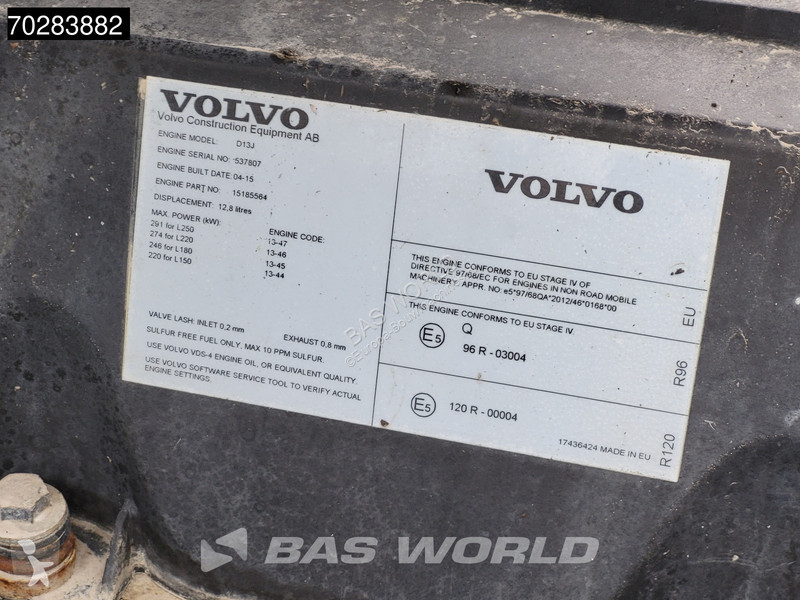 70283882
VOLVO
Volvo Construction Equipment AB
ENGINE MODEL: D13J
ENGINE SERIAL NO: 537807
ENGINE BUILT DATE: 04-15
ENGINE PART NO: 15185564
DISPLACEMENT: 12,8 litres
MAX. POWER (kW): ENGINE CODE:
291 for L250 13-47
274 for L220 13-46
246 for L180 13-45
220 for L150 13-44
VALVE LASH: INLET 0,2 mm EXHAUST 0,8 mm
SULFUR FREE FUEL ONLY. MAX 10 PPM SULFUR.
USE VOLVO VDS-4 ENGINE OIL, OR EQUIVALENT QUALITY.
USE VOLVO SOFTWARE SERVICE TOOL TO VERIFY ACTUAL
ENGINE SETTINGS.
VOLVO
THIS ENGINE CONFORMS TO EU STAGE IV OF
DIRECTIVE 97/68/EC FOR ENGINES IN NON ROAD MOBILE
MACHINERY. APPR. NO: e5*97/68QA*2012/46*0168*00
EU
THIS ENGINE CONFORMS TO EU STAGE IV.
E5 Q
96 R - 03004
R96
E5 120 R - 00004
R120
17436424 MADE IN EU
BAS WORLD
BAS WORLD